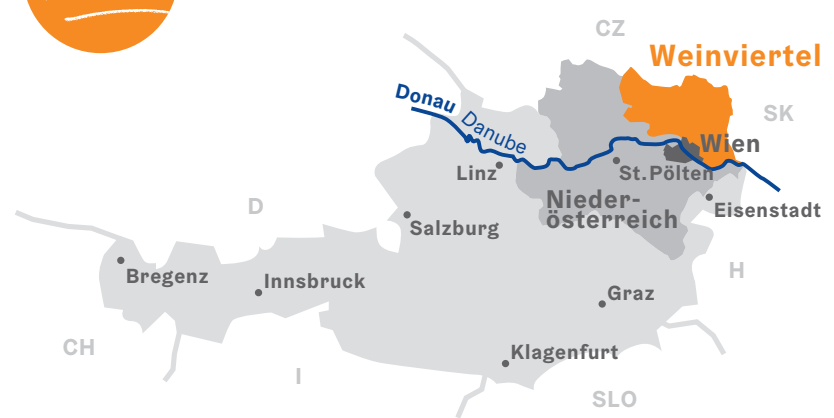 CZ
Weinviertel
Donau Danube
SK
Wien
Linz
St.Pölten
Nieder-
österreich
Eisenstadt
D
Salzburg
H
Bregenz
Innsbruck
Graz
CH
Klagenfurt
I
SLO